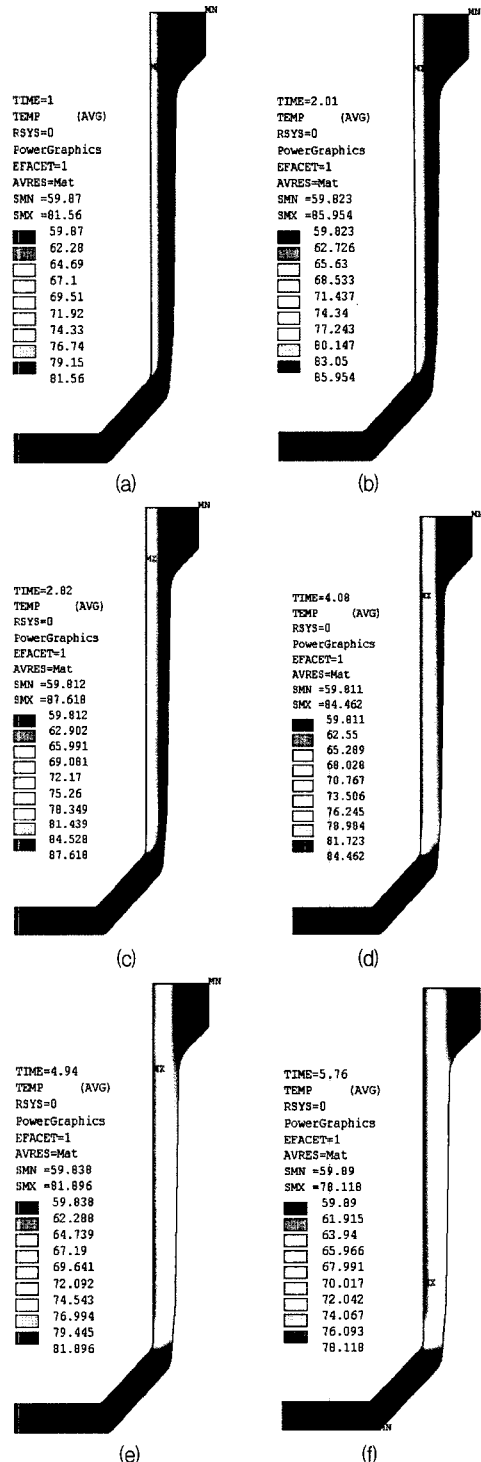 MN
MX
TIME=1
TEMP (AVG)
RSYS=0
PowerGraphics
EFACET=1
AVRES=Mat
SMN =59.87
SMX =81.56
59.87
62.28
64.69
67.1
69.51
71.92
74.33
76.74
79.15
81.56
(a)
MN
MX
TIME=2.01
TEMP (AVG)
RSYS=0
PowerGraphics
EFACET=1
AVRES=Mat
SMN =59.823
SMX =85.954
59.823
62.726
65.63
68.533
71.437
74.34
77.243
80.147
83.05
85.954
(b)
MN
MX
TIME=2.82
TEMP (AVG)
RSYS=0
PowerGraphics
EFACET=1
AVRES=Mat
SMN =59.812
SMX =87.618
59.812
62.902
65.991
69.081
72.17
75.26
78.349
81.439
84.528
87.618
(c)
MX
TIME=4.08
TEMP (AVG)
RSYS=0
PowerGraphics
EFACET=1
AVRES=Mat
SMN =59.811
SMX =84.462
59.811
62.55
65.289
68.028
70.767
73.506
76.245
78.984
81.723
84.462
(d)
MN
MX
TIME=4.94
TEMP (AVG)
RSYS=0
PowerGraphics
EFACET=1
AVRES=Mat
SMN =59.838
SMX =81.896
59.838
62.288
64.739
67.19
69.641
72.092
74.543
76.994
79.445
81.896
(e)
TIME=5.76
TEMP (AVG)
RSYS=0
PowerGraphics
EFACET=1
AVRES=Mat
SMN =59.89
SMX =78.118
59.89
61.915
63.94
65.966
67.991
70.017
72.042
74.067
76.093
78.118
MX
MN
(f)